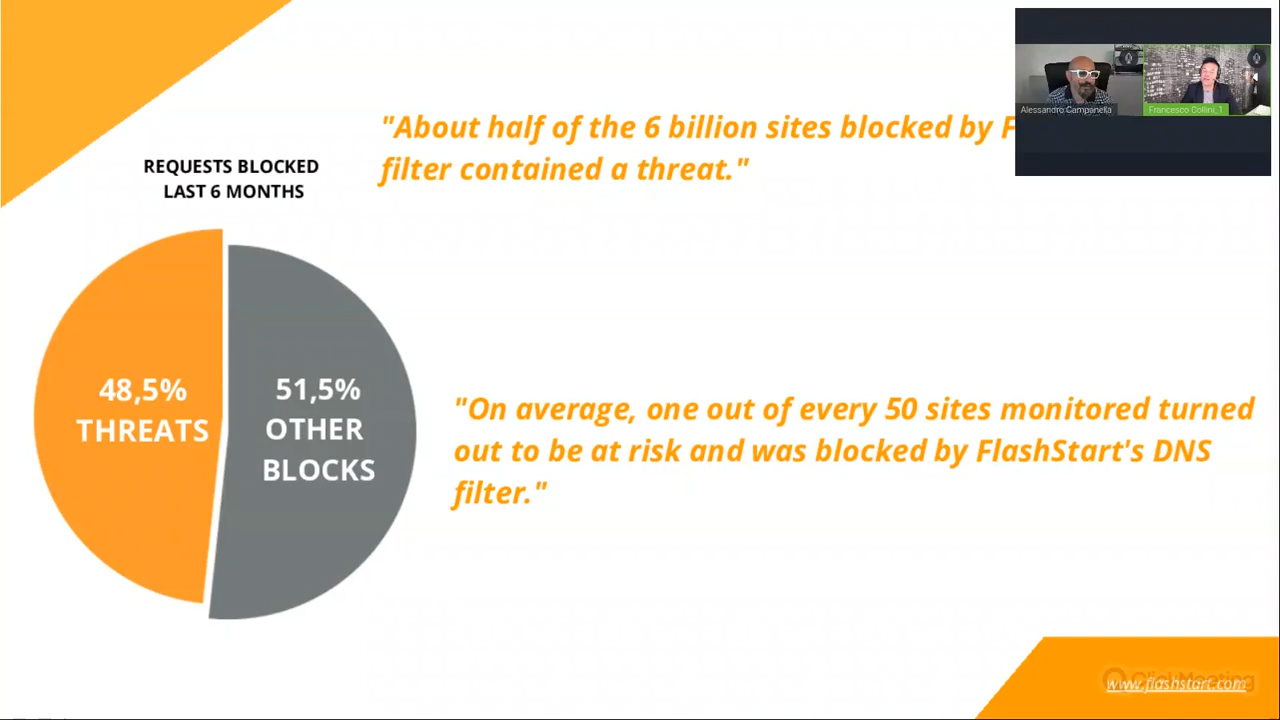 "About half of the 6 billion sites blocked by
filter contained a threat."
REQUESTS BLOCKED
LAST 6 MONTHS
48,5%
THREATS
51,5%
OTHER
BLOCKS
"On average, one out of every 50 sites monitored turned
out to be at risk and was blocked by FlashStart's DNS
filter."
Alessandro Campanella
Francesco Collini_1
ClickMeeting
www.flashstart.com